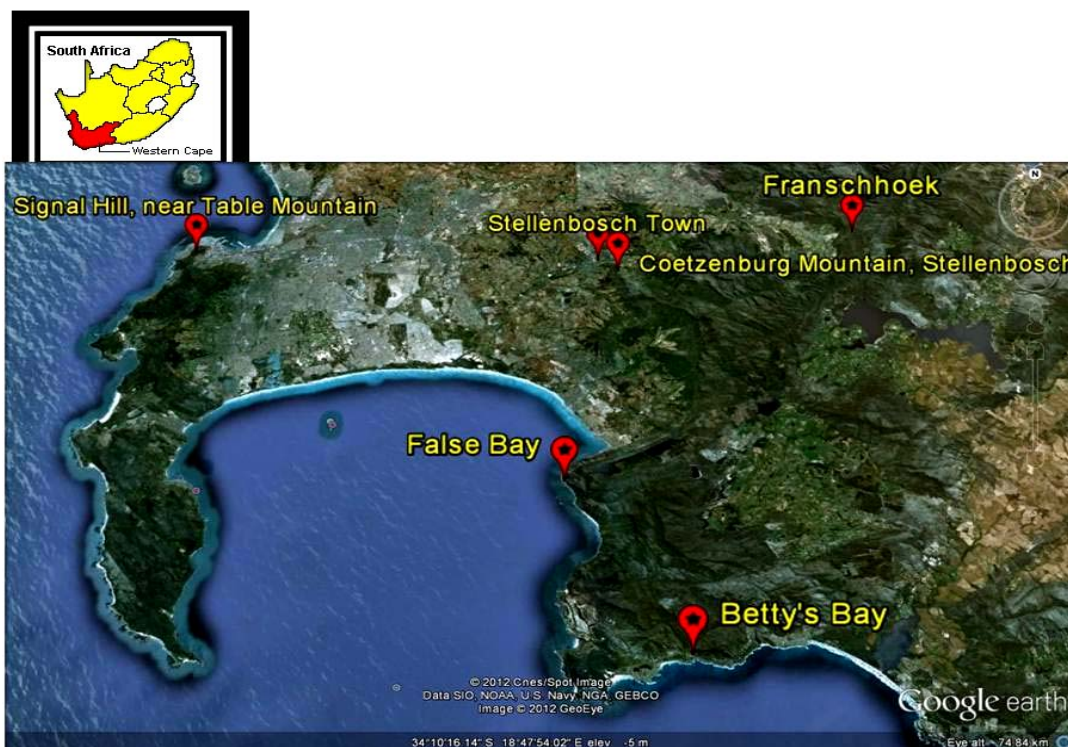 South Africa
Western Cape
Signal Hill, near Table Mountain
Franschhoek
Stellenbosch Town
Coetzenburg Mountain, Stellenbosch
N
False Bay
Betty's Bay
© 2012 Cnes/Spot Image
Data SIO, NOAA, U.S. Navy, NGA, GEBCO
Image © 2012 GeoEye
Google earth
34°10'16.14" S 18°47'54.02" E elev -5 m
Eye alt 74.84 km